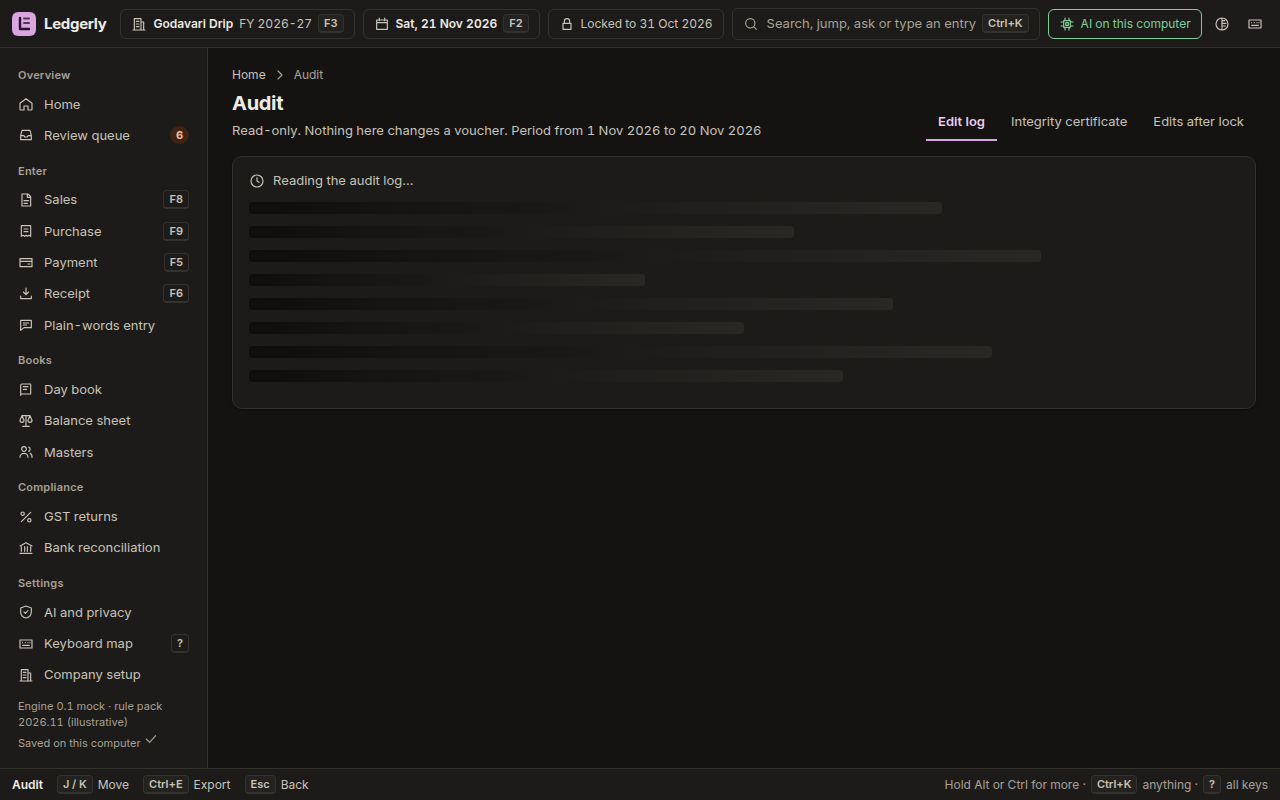 Ledgerly
Godavari Drip FY 2026-27 F3
Sat, 21 Nov 2026 F2
Locked to 31 Oct 2026
Search, jump, ask or type an entry Ctrl+K
AI on this computer
Overview
Home
Review queue 6
Enter
Sales F8
Purchase F9
Payment F5
Receipt F6
Plain-words entry
Books
Day book
Balance sheet
Masters
Compliance
GST returns
Bank reconciliation
Settings
AI and privacy
Keyboard map ?
Company setup
Engine 0.1 mock · rule pack
2026.11 (illustrative)
Saved on this computer
Home Audit
Audit
Read-only. Nothing here changes a voucher. Period from 1 Nov 2026 to 20 Nov 2026
Edit log Integrity certificate Edits after lock
Reading the audit log...
Audit J / K Move Ctrl+E Export Esc Back
Hold Alt or Ctrl for more · Ctrl+K anything · ? all keys